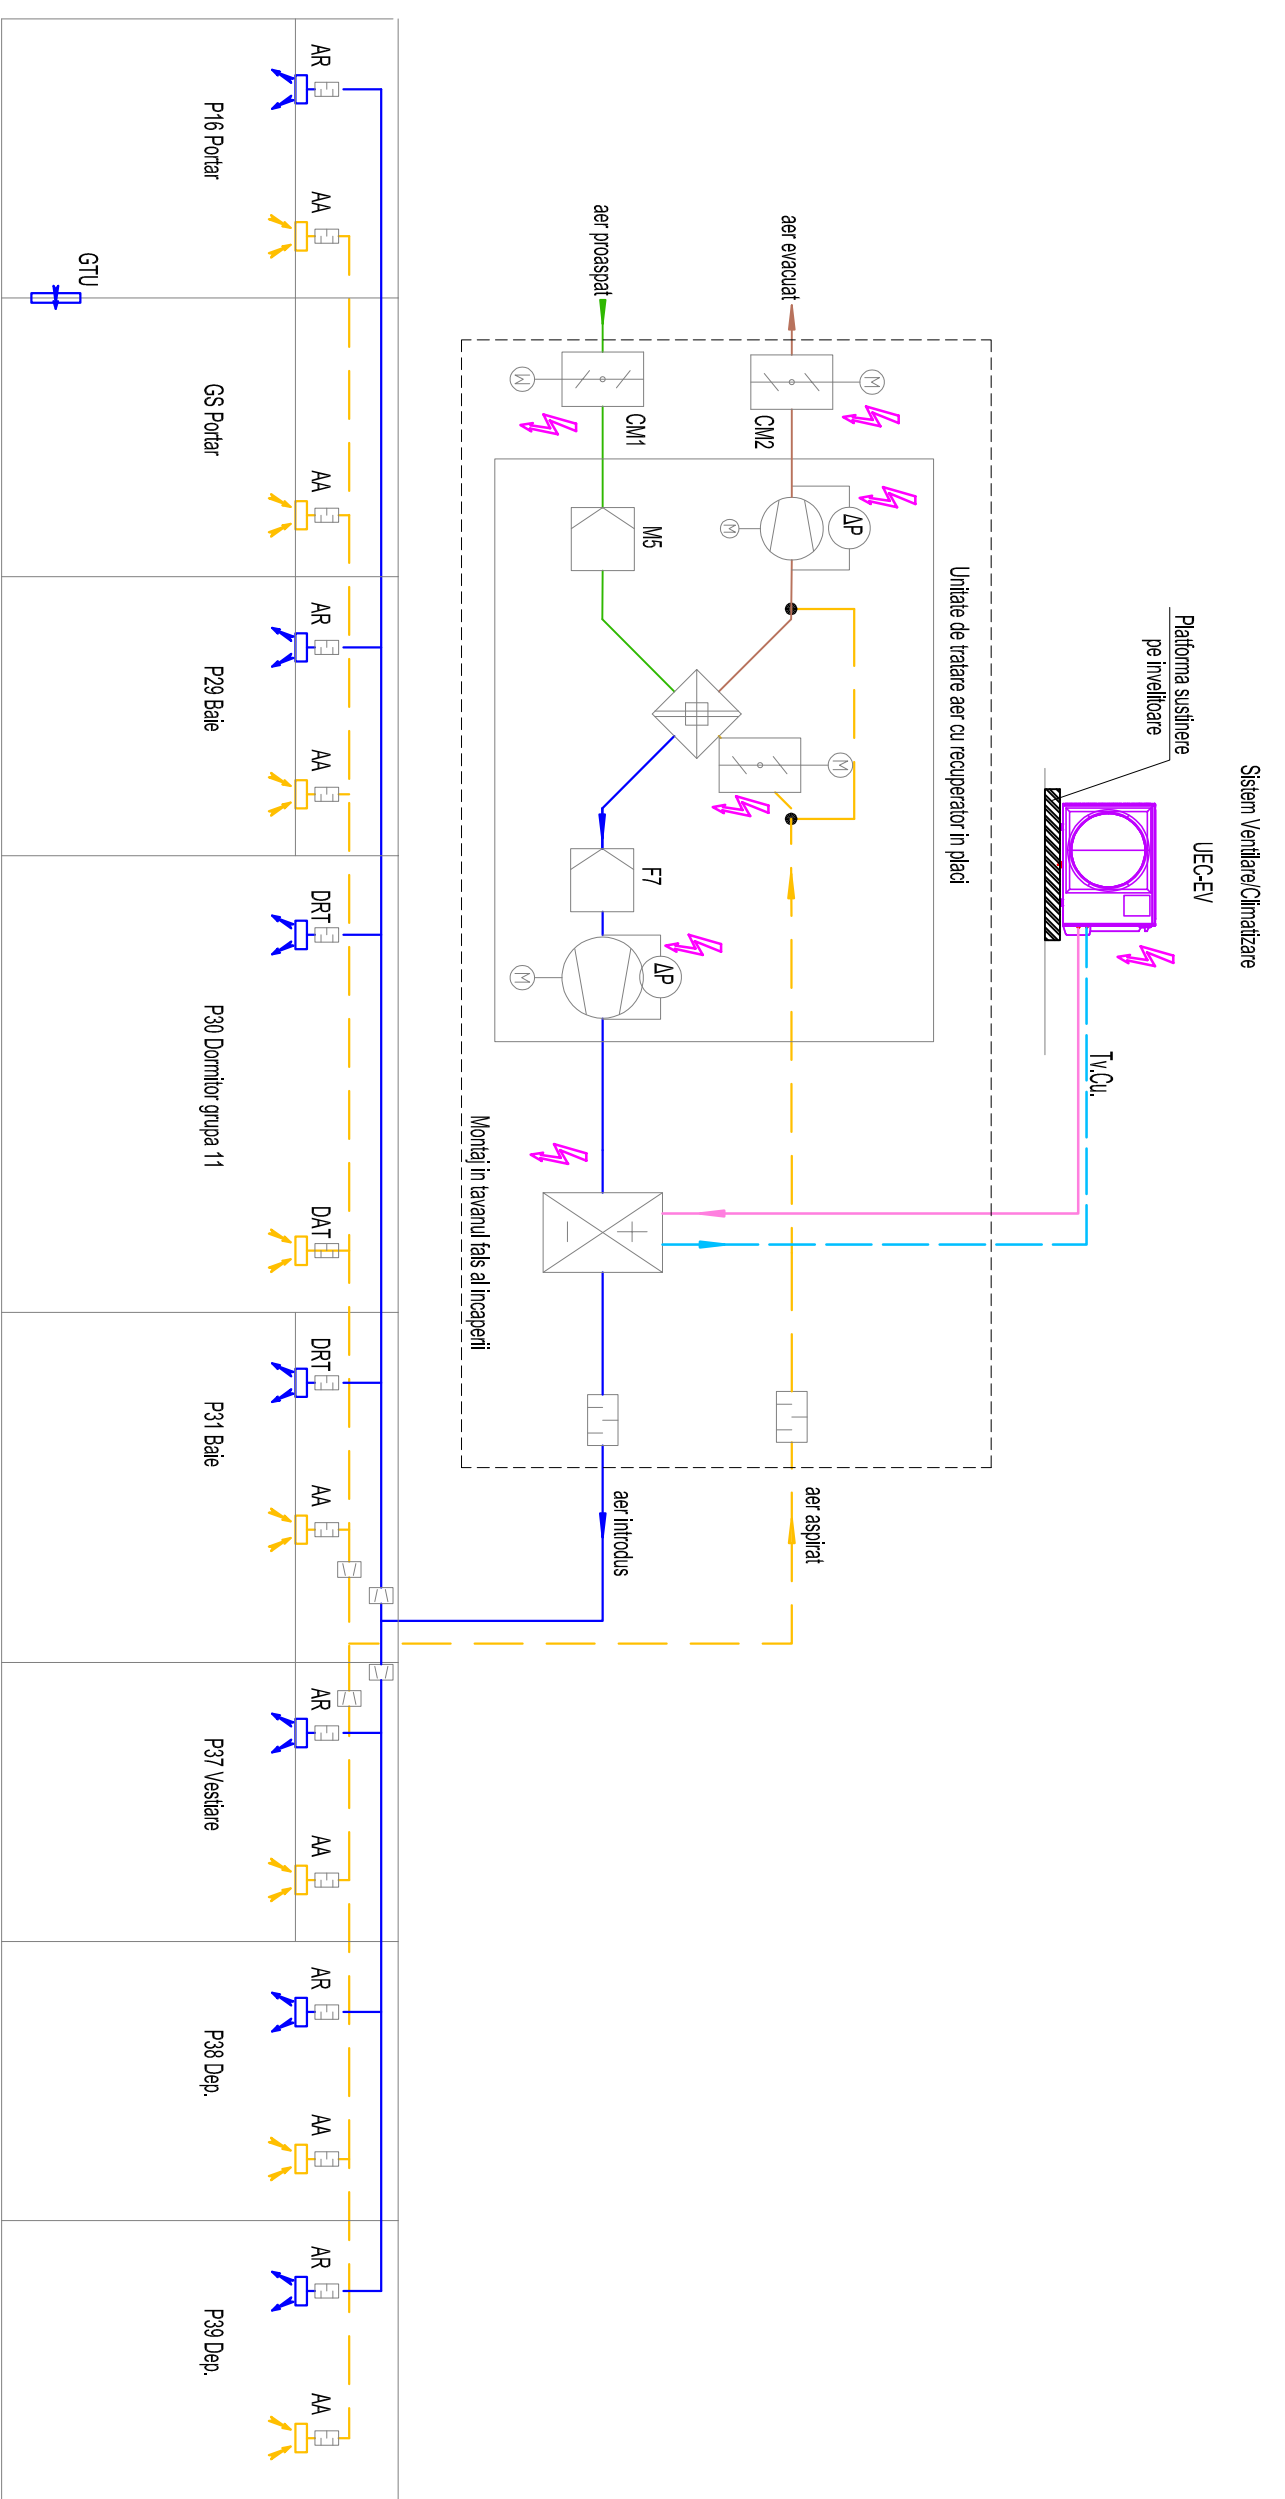 Sistem Ventilare/Climatizare
UEC-EV
Platforma sustinere
pe invelitoare
Tv.Cu.
Unitate de tratare aer cu recuperator in placi
aer evacuat
CM2
M
ΔP
M
M
aer aspirat
aer proaspat
CM1
M
M5
F7
ΔP
M
aer introdus
Montaj in tavanul fals al incaperii
AR
AA
AA
AR
AA
DRT
DAT
DRT
AA
AR
AA
AR
AA
AR
AA
P16 Portar
GS Portar
P29 Baie
P30 Dormitor grupa 11
P31 Baie
P37 Vestiare
P38 Dep.
P39 Dep.
GTU